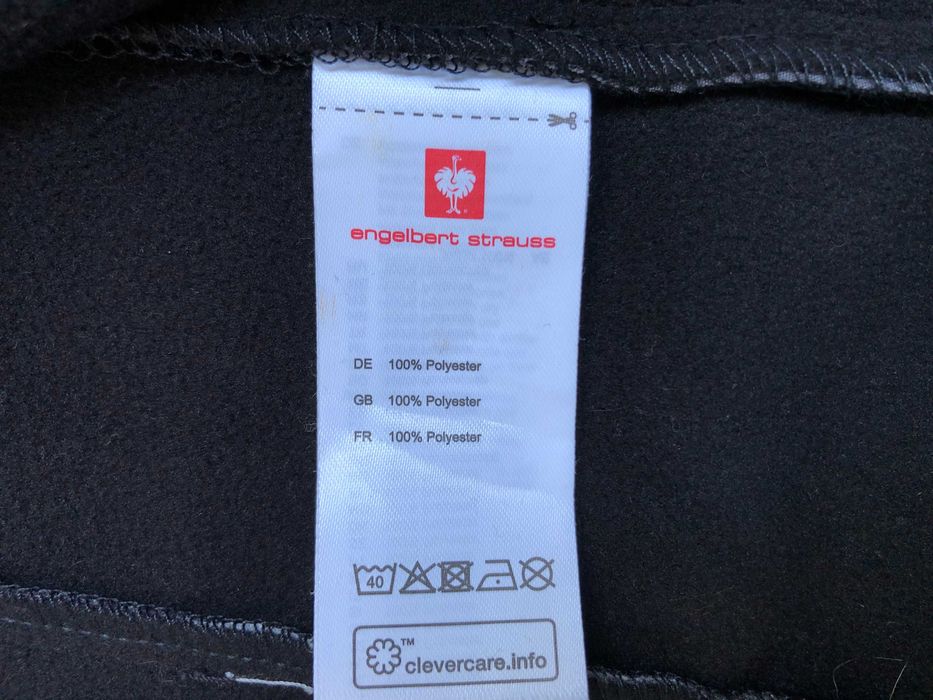 engelbert strauss
DE 100% Polyester
GB 100% Polyester
FR 100% Polyester
40
™
clevercare.info